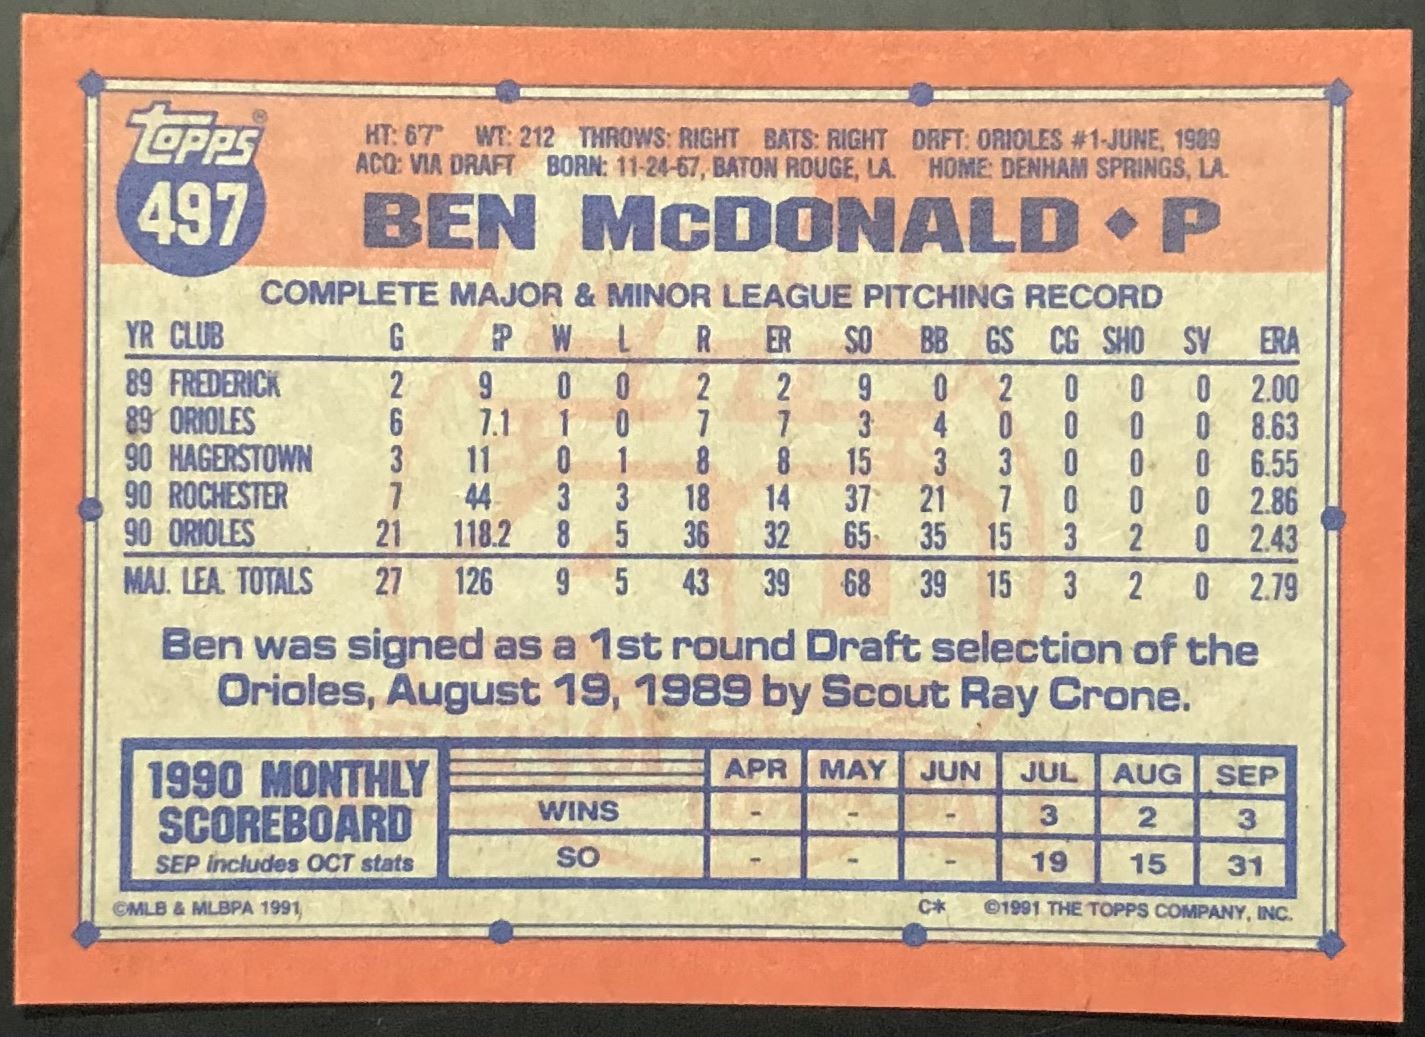 Topps®
497
HT: 6'7" WT: 212 THROWS: RIGHT BATS: RIGHT DRFT: ORIOLES #1-JUNE, 1989
ACQ: VIA DRAFT BORN: 11-24-67, BATON ROUGE, LA. HOME: DENHAM SPRINGS, LA.
BEN McDONALD ◆ P
COMPLETE MAJOR & MINOR LEAGUE PITCHING RECORD
YR CLUB G IP W L R ER SO BB GS CG SHO SV ERA
89 FREDERICK 2 9 0 0 2 2 9 0 2 0 0 0 2.00
89 ORIOLES 6 7.1 1 0 7 7 3 4 0 0 0 0 8.63
90 HAGERSTOWN 3 11 0 1 8 8 15 3 3 0 0 0 6.55
90 ROCHESTER 7 44 3 3 18 14 37 21 7 0 0 0 2.86
90 ORIOLES 21 118.2 8 5 36 32 65 35 15 3 2 0 2.43
MAJ. LEA. TOTALS 27 126 9 5 43 39 68 39 15 3 2 0 2.79
Ben was signed as a 1st round Draft selection of the
Orioles, August 19, 1989 by Scout Ray Crone.
1990 MONTHLY
SCOREBOARD
SEP includes OCT stats
APR MAY JUN JUL AUG SEP
WINS - - - 3 2 3
SO - - - 19 15 31
©MLB & MLBPA 1991 C* ©1991 THE TOPPS COMPANY, INC.